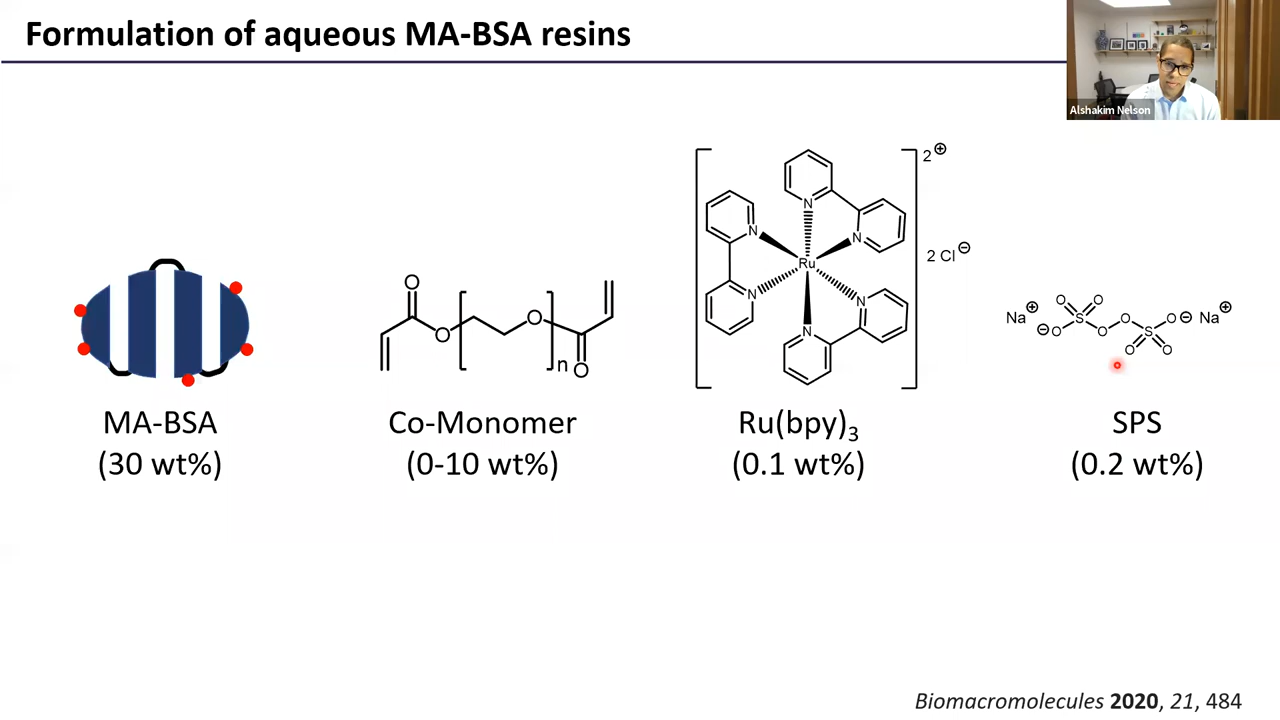 Formulation of aqueous MA-BSA resins
Alshakim Nelson
2⊕
2 Cl⊖
N
N
N
N
N
N
Ru
O
O
O
O
n
Na⊕
⊖O
S
O
O
O
O
S
O
O
O⊖
Na⊕
MA-BSA
(30 wt%)
Co-Monomer
(0-10 wt%)
Ru(bpy)₃
(0.1 wt%)
SPS
(0.2 wt%)
Biomacromolecules 2020, 21, 484